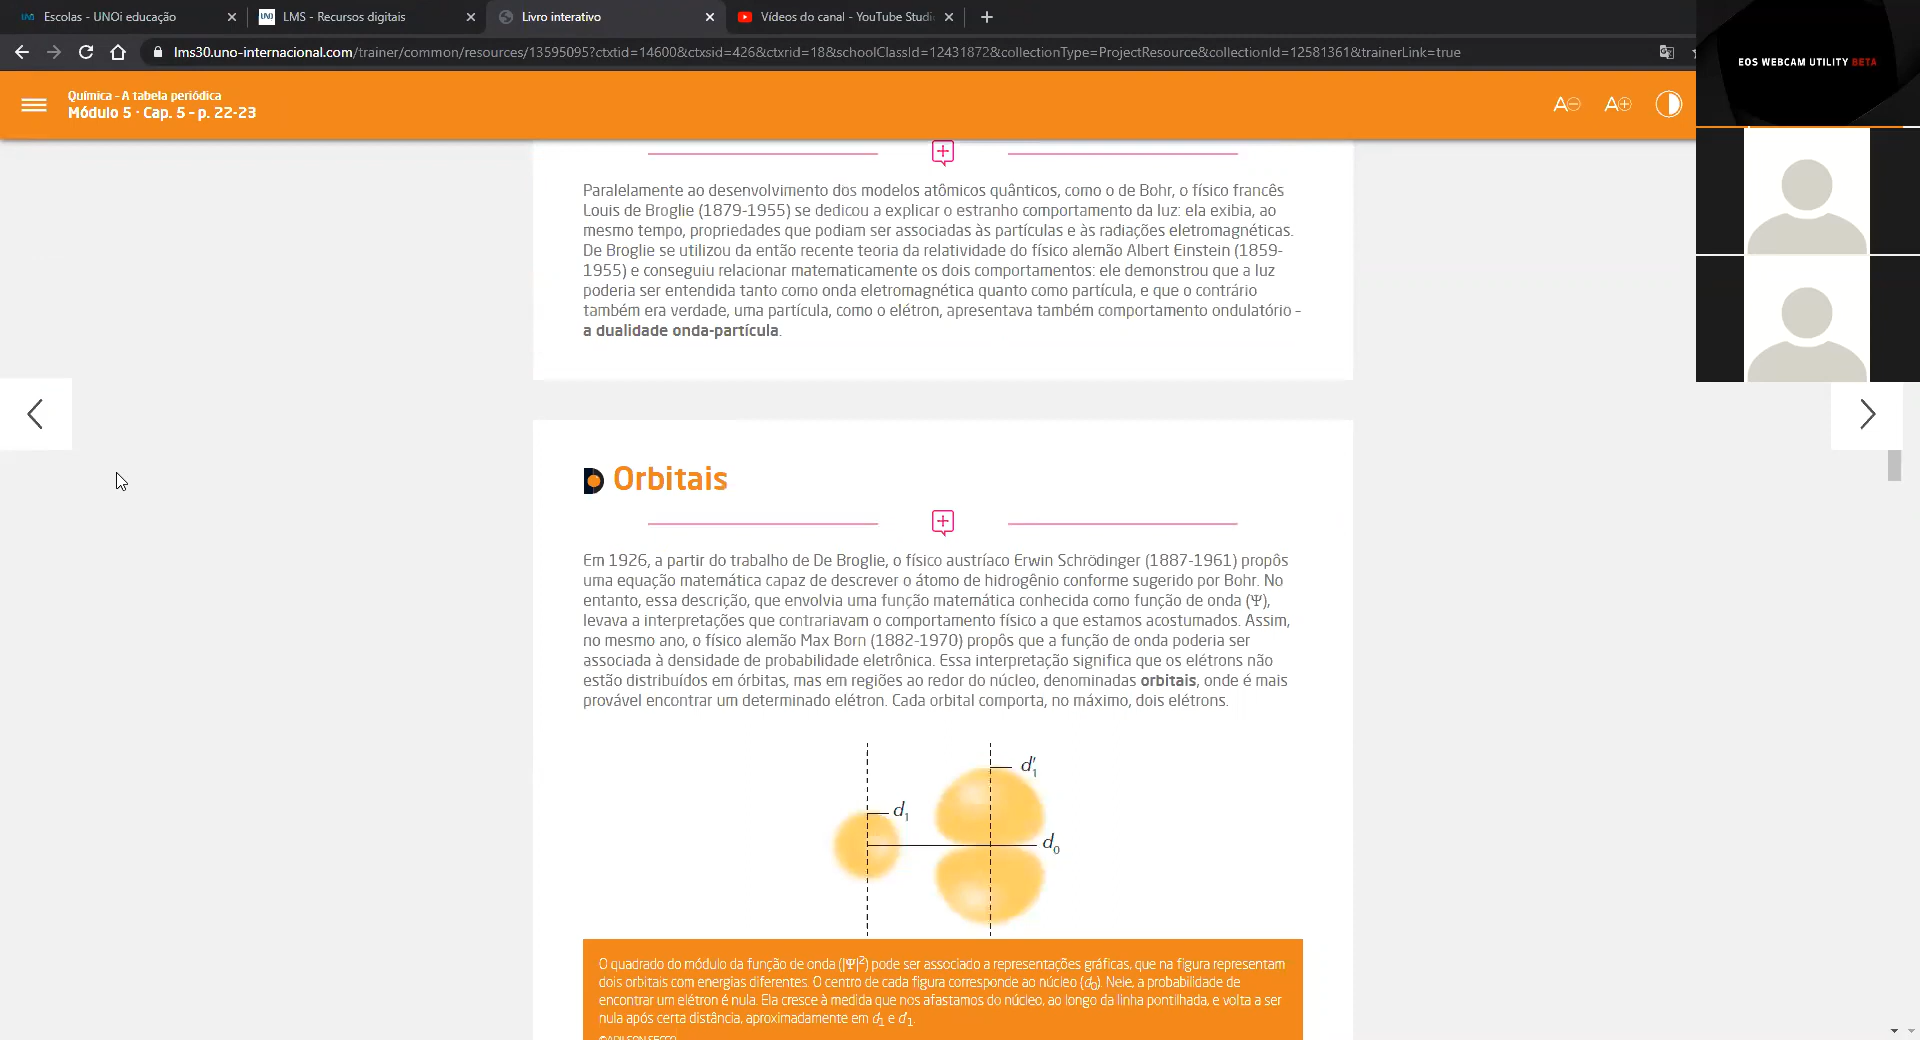 Escolas - UNOi educação
LMS - Recursos digitais
Livro interativo
Vídeos do canal - YouTube Studi
lms30.uno-internacional.com/trainer/common/resources/13595095?ctxtid=14600&ctxsid=426&ctxrid=18&schoolClassId=12431872&collectionType=ProjectResource&collectionId=12581361&trainerLink=true
EOS WEBCAM UTILITY BETA
Química - A tabela periódica
Módulo 5 · Cap. 5 - p. 22-23
A- A+
Paralelamente ao desenvolvimento dos modelos atômicos quânticos, como o de Bohr, o físico francês
Louis de Broglie (1879-1955) se dedicou a explicar o estranho comportamento da luz: ela exibia, ao
mesmo tempo, propriedades que podiam ser associadas às partículas e às radiações eletromagnéticas.
De Broglie se utilizou da então recente teoria da relatividade do físico alemão Albert Einstein (1859-
1955) e conseguiu relacionar matematicamente os dois comportamentos: ele demonstrou que a luz
poderia ser entendida tanto como onda eletromagnética quanto como partícula, e que o contrário
também era verdade, uma partícula, como o elétron, apresentava também comportamento ondulatório –
a dualidade onda-partícula.
Orbitais
Em 1926, a partir do trabalho de De Broglie, o físico austríaco Erwin Schrödinger (1887-1961) propôs
uma equação matemática capaz de descrever o átomo de hidrogênio conforme sugerido por Bohr. No
entanto, essa descrição, que envolvia uma função matemática conhecida como função de onda (Ψ),
levava a interpretações que contrariavam o comportamento físico a que estamos acostumados. Assim,
no mesmo ano, o físico alemão Max Born (1882-1970) propôs que a função de onda poderia ser
associada à densidade de probabilidade eletrônica. Essa interpretação significa que os elétrons não
estão distribuídos em órbitas, mas em regiões ao redor do núcleo, denominadas orbitais, onde é mais
provável encontrar um determinado elétron. Cada orbital comporta, no máximo, dois elétrons.
d′1
d1
d0
O quadrado do módulo da função de onda (|Ψ|²) pode ser associado a representações gráficas, que na figura representam
dois orbitais com energias diferentes. O centro de cada figura corresponde ao núcleo (d0). Nele, a probabilidade de
encontrar um elétron é nula. Ela cresce à medida que nos afastamos do núcleo, ao longo da linha pontilhada, e volta a ser
nula após certa distância, aproximadamente em d1 e d′1.
©ADILSON SECCO